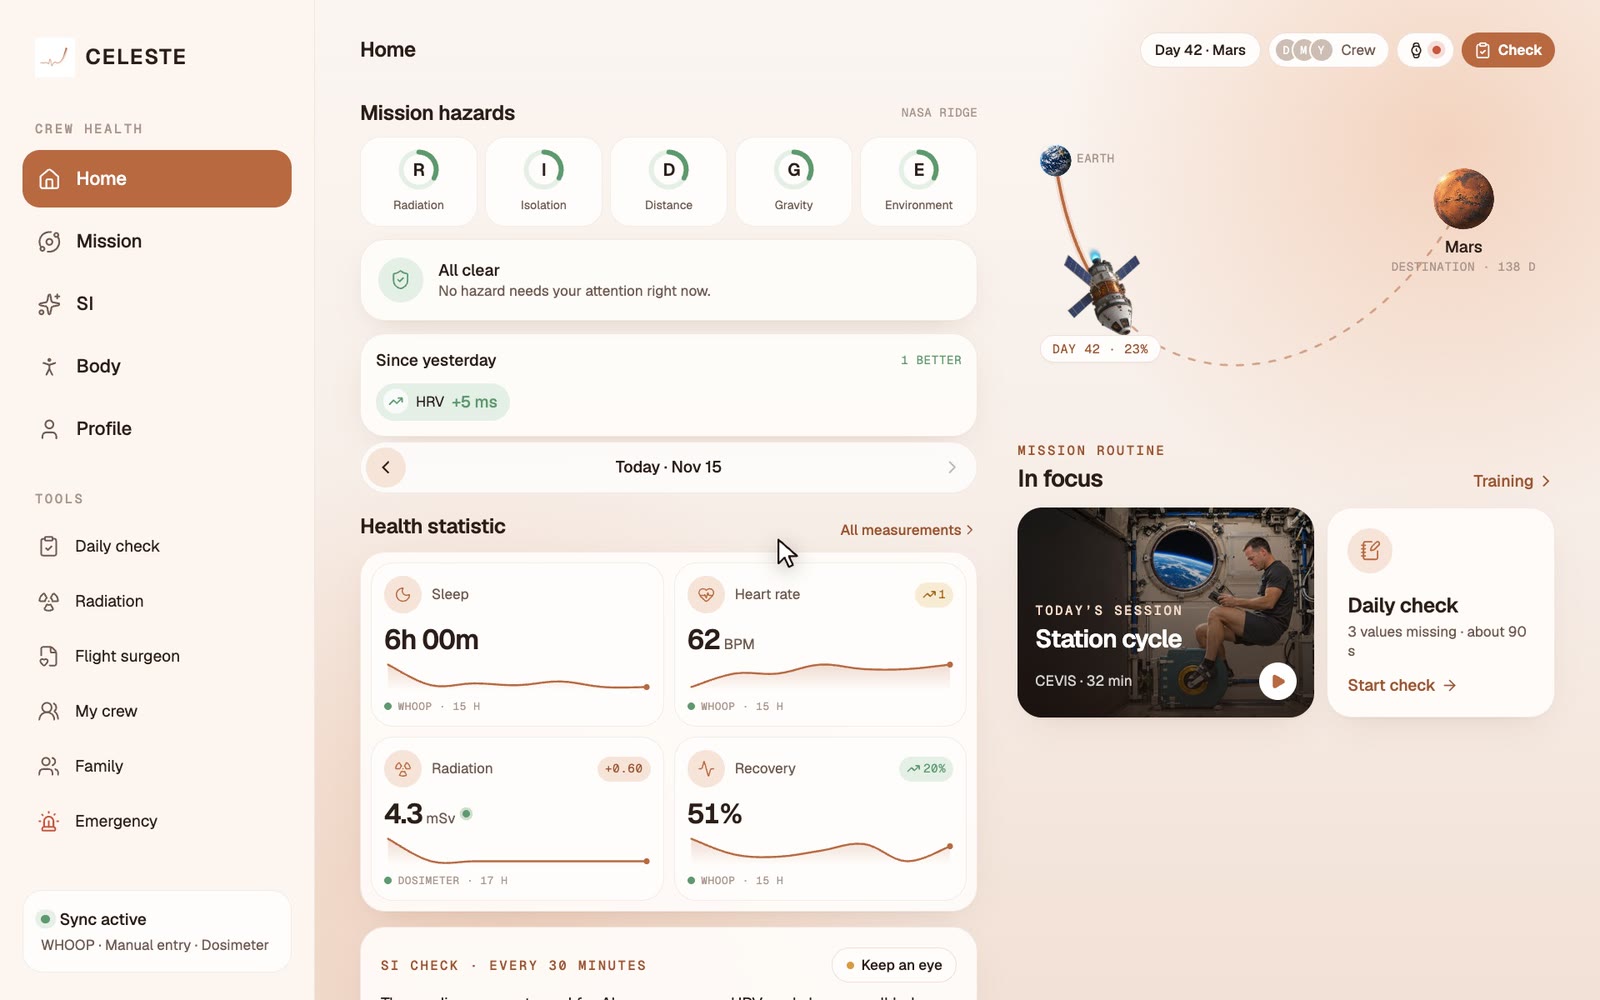 CELESTE
CREW HEALTH
Home
Mission
SI
Body
Profile
TOOLS
Daily check
Radiation
Flight surgeon
My crew
Family
Emergency
Sync active
WHOOP · Manual entry · Dosimeter
Home
Day 42 · Mars
D M Y Crew
Check
Mission hazards
NASA RIDGE
R
I
D
G
E
Radiation
Isolation
Distance
Gravity
Environment
All clear
No hazard needs your attention right now.
Since yesterday
1 BETTER
HRV +5 ms
Today · Nov 15
Health statistic
All measurements
Sleep
6h 00m
WHOOP · 15 H
Heart rate
1
62 BPM
WHOOP · 15 H
Radiation
+0.60
4.3 mSv
DOSIMETER · 17 H
Recovery
20%
51%
WHOOP · 15 H
SI CHECK · EVERY 30 MINUTES
Keep an eye
EARTH
Mars
DESTINATION · 138 D
DAY 42 · 23%
MISSION ROUTINE
In focus
Training
TODAY'S SESSION
Station cycle
CEVIS · 32 min
Daily check
3 values missing · about 90
s
Start check